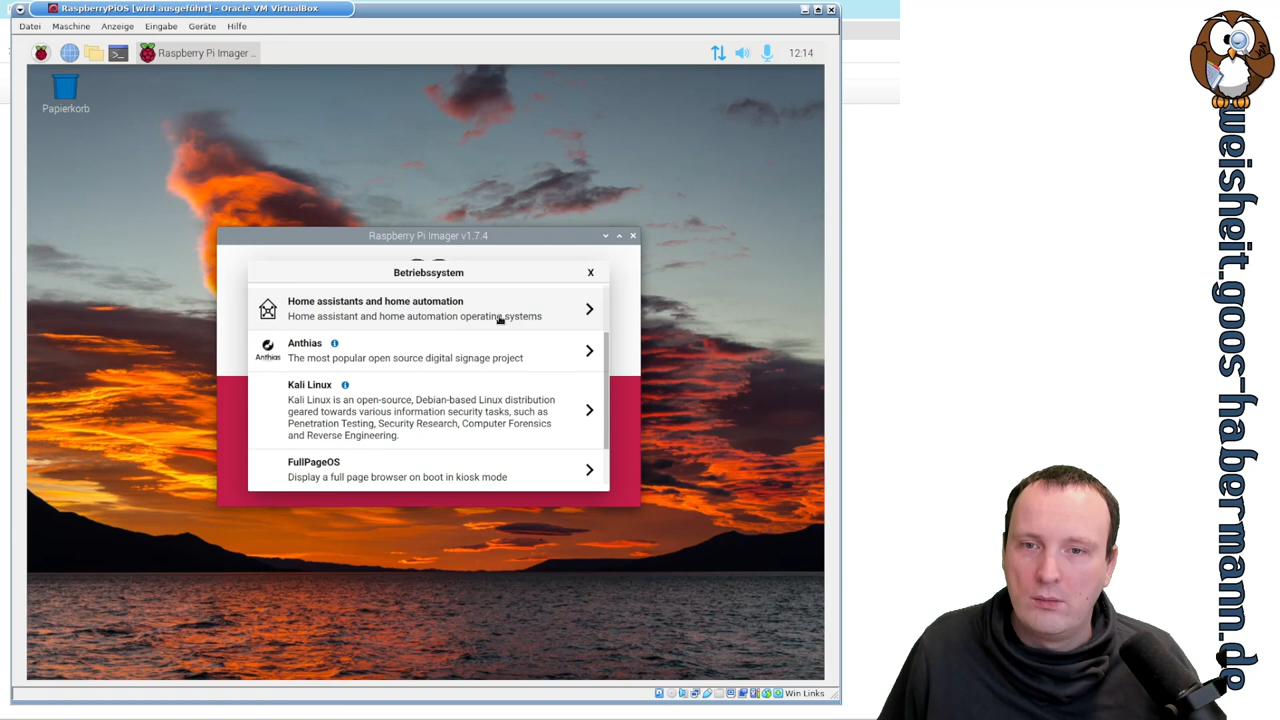 RaspberryPiOS [wird ausgeführt] - Oracle VM VirtualBox
Datei Maschine Anzeige Eingabe Geräte Hilfe
Raspberry Pi Imager ..
12:14
Papierkorb
Raspberry Pi Imager v1.7.4
Betriebssystem X
Home assistants and home automation
Home assistant and home automation operating systems
Anthias
Anthias
The most popular open source digital signage project
Kali Linux
Kali Linux is an open-source, Debian-based Linux distribution
geared towards various information security tasks, such as
Penetration Testing, Security Research, Computer Forensics
and Reverse Engineering.
FullPageOS
Display a full page browser on boot in kiosk mode
Win Links
weisheit.goos-habermann.de